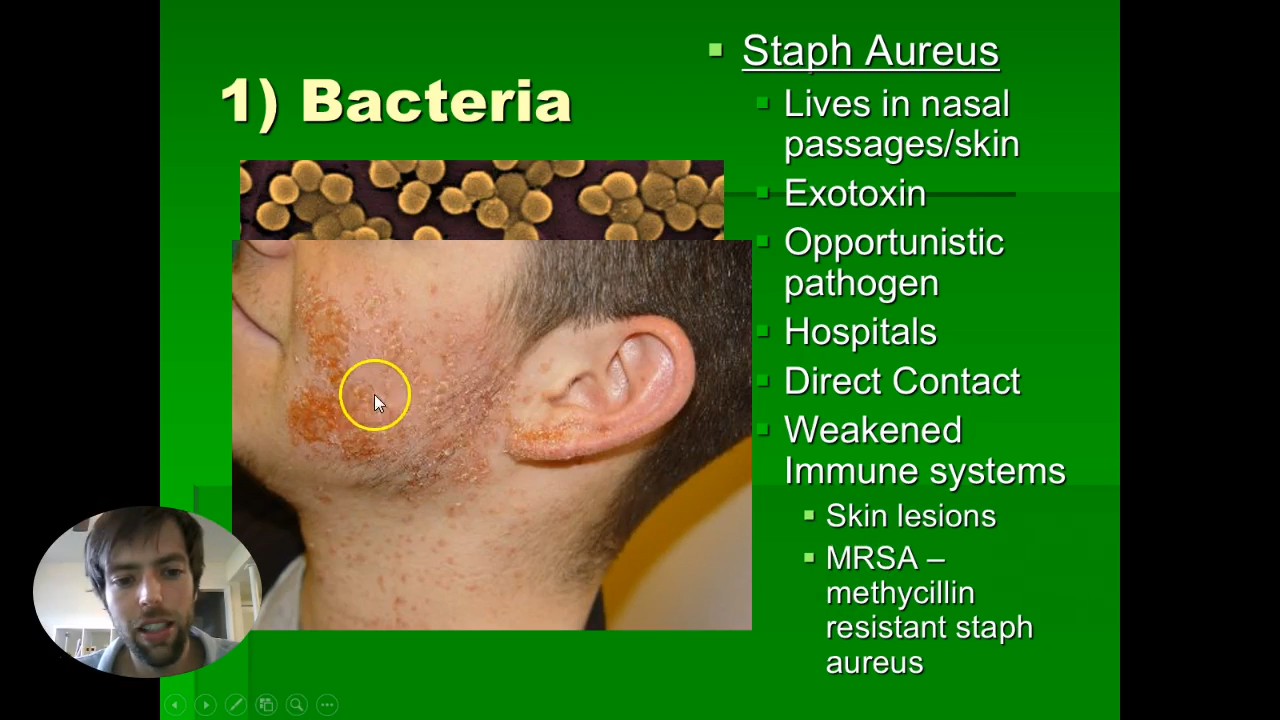 1) Bacteria
Staph Aureus
Lives in nasal
passages/skin
Exotoxin
Opportunistic
pathogen
Hospitals
Direct Contact
Weakened
Immune systems
Skin lesions
MRSA –
methycillin
resistant staph
aureus